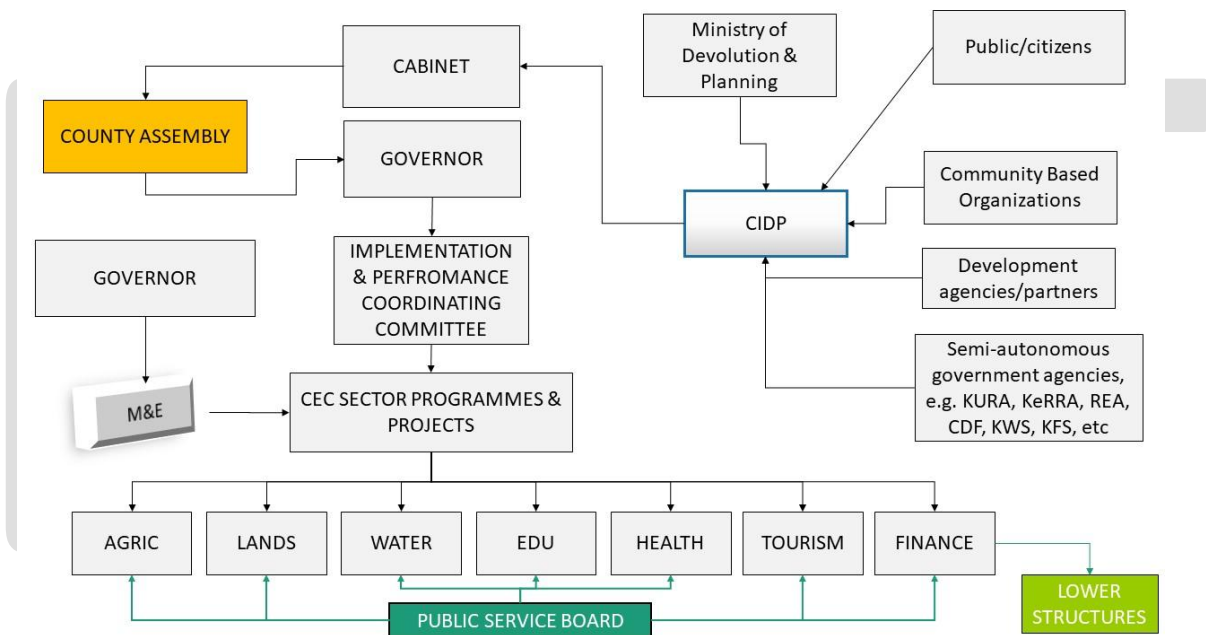 CABINET
Ministry of
Devolution &
Planning
Public/citizens
COUNTY ASSEMBLY
GOVERNOR
Community Based
Organizations
CIDP
GOVERNOR
IMPLEMENTATION
& PERFROMANCE
COORDINATING
COMMITTEE
Development
agencies/partners
Semi-autonomous
government agencies,
e.g. KURA, KeRRA, REA,
CDF, KWS, KFS, etc
M&E
CEC SECTOR PROGRAMMES &
PROJECTS
AGRIC
LANDS
WATER
EDU
HEALTH
TOURISM
FINANCE
PUBLIC SERVICE BOARD
LOWER
STRUCTURES